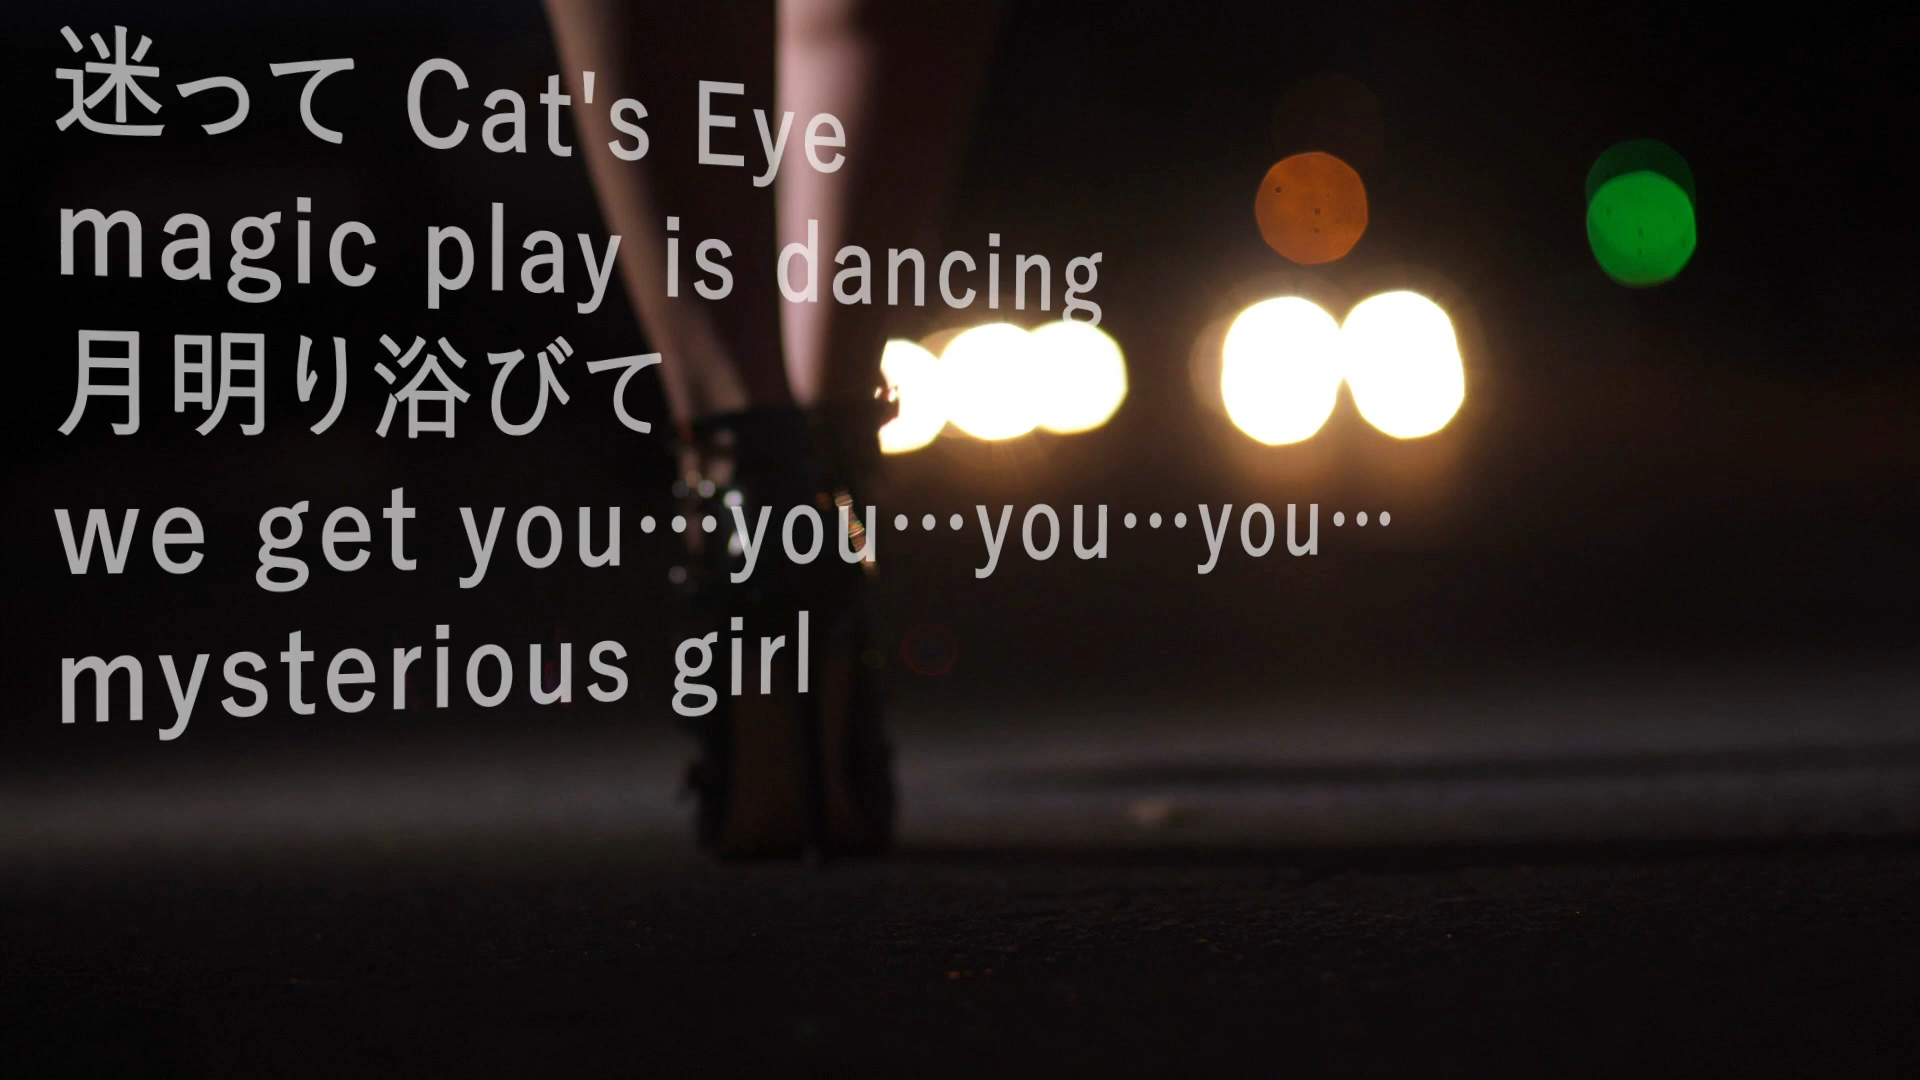 迷って Cat's Eye
magic play is dancing
月明り浴びて
we get you…you…you…you…
mysterious girl